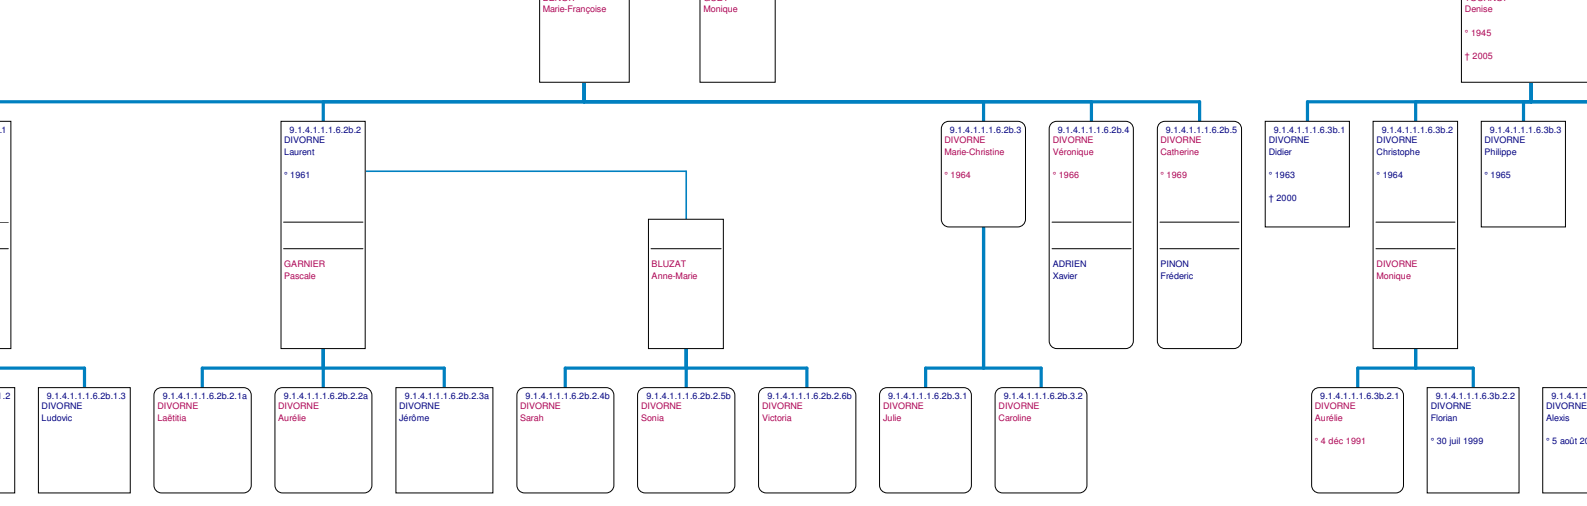 Marie-Françoise
Monique
Denise
° 1945
† 2005
9.1.4.1.1.1.6.2b.2
DIVORNE
Laurent
° 1961
GARNIER
Pascale
BLUZAT
Anne-Marie
9.1.4.1.1.1.6.2b.3
DIVORNE
Marie-Christine
° 1964
9.1.4.1.1.1.6.2b.4
DIVORNE
Véronique
° 1966
ADRIEN
Xavier
9.1.4.1.1.1.6.2b.5
DIVORNE
Catherine
° 1969
PINON
Fréderic
9.1.4.1.1.1.6.3b.1
DIVORNE
Didier
° 1963
† 2000
9.1.4.1.1.1.6.3b.2
DIVORNE
Christophe
° 1964
DIVORNE
Monique
9.1.4.1.1.1.6.3b.3
DIVORNE
Philippe
° 1965
9.1.4.1.1.1.6.2b.1.3
DIVORNE
Ludovic
9.1.4.1.1.1.6.2b.2.1a
DIVORNE
Laëtitia
9.1.4.1.1.1.6.2b.2.2a
DIVORNE
Aurélie
9.1.4.1.1.1.6.2b.2.3a
DIVORNE
Jérôme
9.1.4.1.1.1.6.2b.2.4b
DIVORNE
Sarah
9.1.4.1.1.1.6.2b.2.5b
DIVORNE
Sonia
9.1.4.1.1.1.6.2b.2.6b
DIVORNE
Victoria
9.1.4.1.1.1.6.2b.3.1
DIVORNE
Julie
9.1.4.1.1.1.6.2b.3.2
DIVORNE
Caroline
9.1.4.1.1.1.6.3b.2.1
DIVORNE
Aurélie
° 4 déc 1991
9.1.4.1.1.1.6.3b.2.2
DIVORNE
Florian
° 30 juil 1999
9.1.4.1.1
DIVORNE
Alexis
° 5 août 20